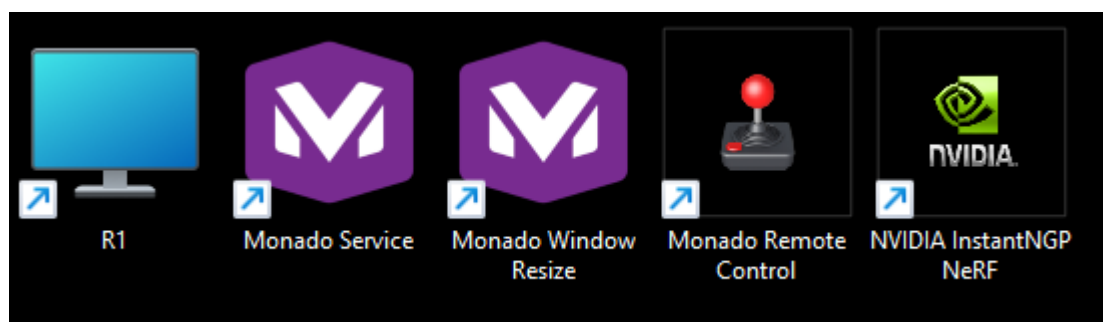 NVIDIA.
R1
Monado Service
Monado Window
Resize
Monado Remote
Control
NVIDIA InstantNGP
NeRF